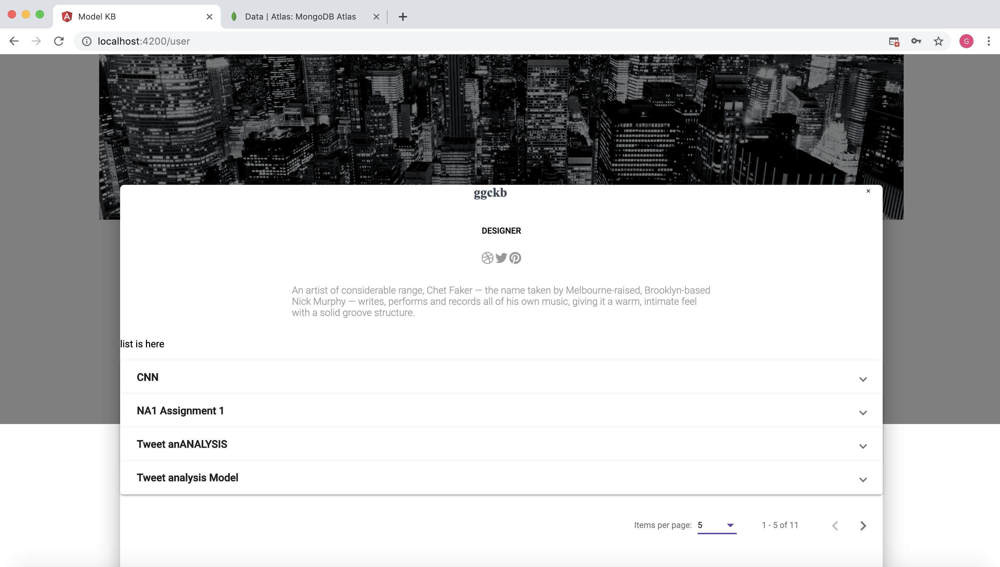 Model KB
Data | Atlas: MongoDB Atlas
localhost:4200/user
G
ggckb
×
DESIGNER
An artist of considerable range, Chet Faker — the name taken by Melbourne-raised, Brooklyn-based
Nick Murphy — writes, performs and records all of his own music, giving it a warm, intimate feel
with a solid groove structure.
list is here
CNN
NA1 Assignment 1
Tweet anANALYSIS
Tweet analysis Model
Items per page: 5 1 - 5 of 11